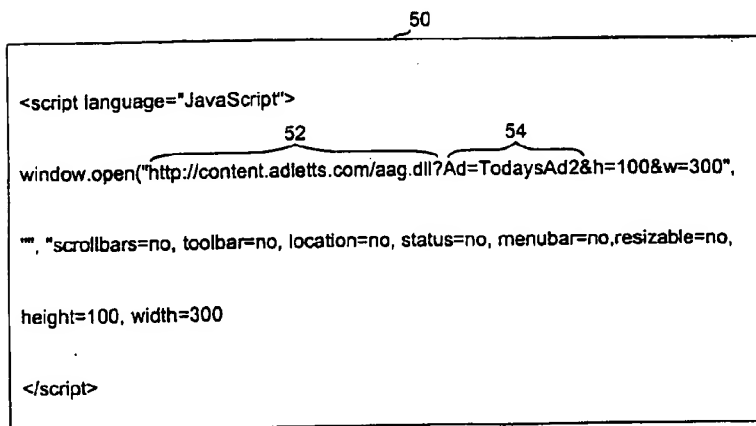 50
<script language="JavaScript">
52 54
window.open("http://content.adletts.com/aag.dll?Ad=TodaysAd2&h=100&w=300",
"", "scrollbars=no, toolbar=no, location=no, status=no, menubar=no,resizable=no,
height=100, width=300
</script>